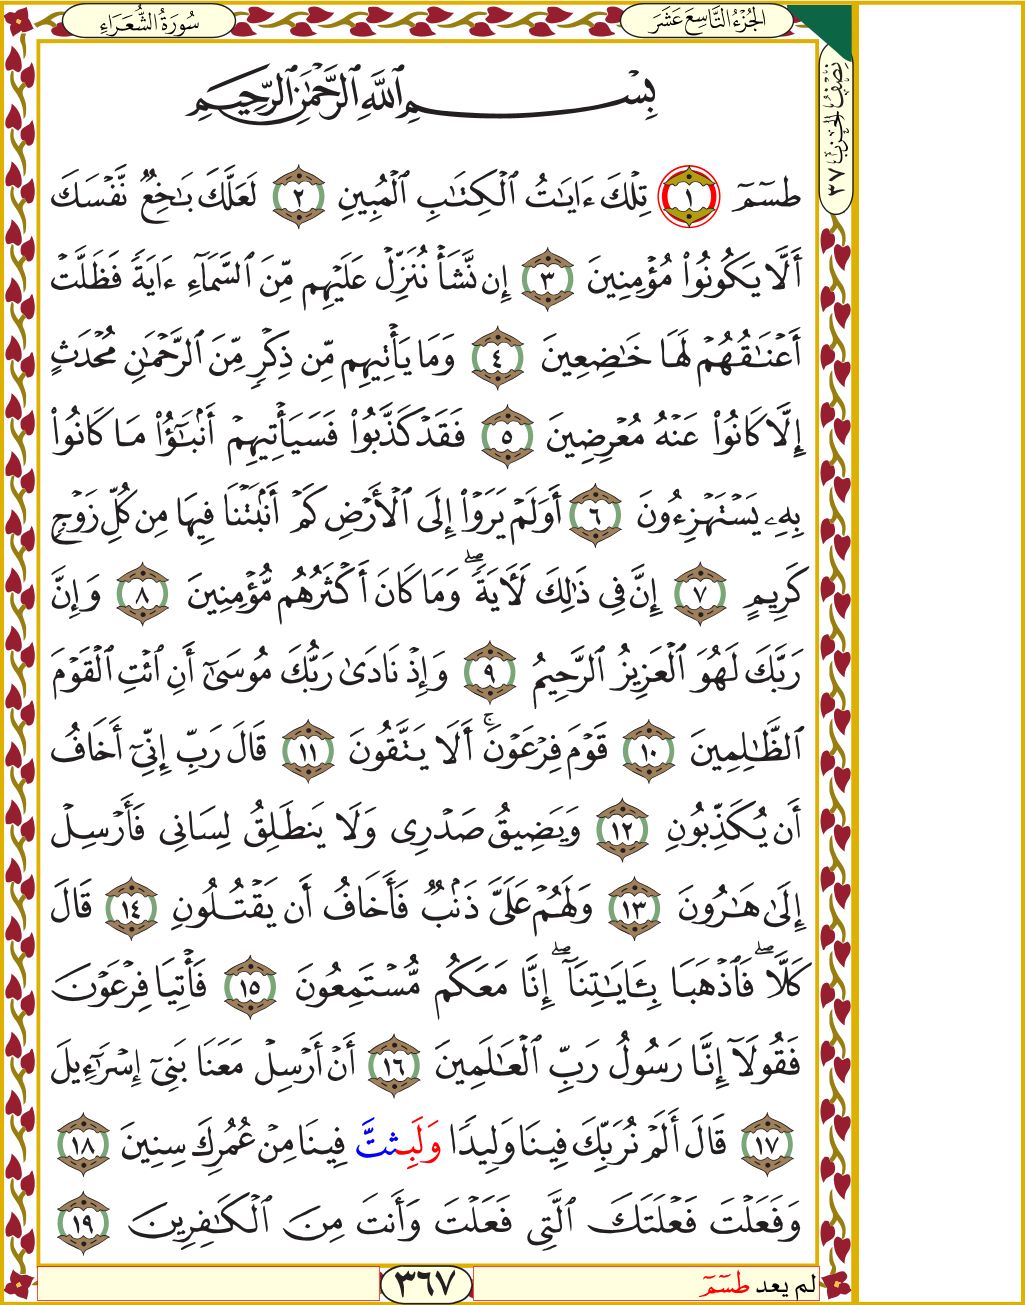 سُورَةُ الشُّعَرَاءِ
الجُزْءُ التَّاسِعَ عَشَرَ
نِصْفُ الحِزْبِ ٣٧
بِسْمِ ٱللَّهِ ٱلرَّحْمَٰنِ ٱلرَّحِيمِ
طسٓمٓ ١ تِلْكَ ءَايَٰتُ ٱلْكِتَٰبِ ٱلْمُبِينِ ٢ لَعَلَّكَ بَٰخِعٌ نَّفْسَكَ
أَلَّا يَكُونُوا۟ مُؤْمِنِينَ ٣ إِن نَّشَأْ نُنَزِّلْ عَلَيْهِم مِّنَ ٱلسَّمَآءِ ءَايَةً فَظَلَّتْ
أَعْنَٰقُهُمْ لَهَا خَٰضِعِينَ ٤ وَمَا يَأْتِيهِم مِّن ذِكْرٍ مِّنَ ٱلرَّحْمَٰنِ مُحْدَثٍ
إِلَّا كَانُوا۟ عَنْهُ مُعْرِضِينَ ٥ فَقَدْ كَذَّبُوا۟ فَسَيَأْتِيهِمْ أَنۢبَٰٓؤُا۟ مَا كَانُوا۟
بِهِۦ يَسْتَهْزِءُونَ ٦ أَوَلَمْ يَرَوْا۟ إِلَى ٱلْأَرْضِ كَمْ أَنۢبَتْنَا فِيهَا مِن كُلِّ زَوْجٍ
كَرِيمٍ ٧ إِنَّ فِى ذَٰلِكَ لَءَايَةً ۖ وَمَا كَانَ أَكْثَرُهُم مُّؤْمِنِينَ ٨ وَإِنَّ
رَبَّكَ لَهُوَ ٱلْعَزِيزُ ٱلرَّحِيمُ ٩ وَإِذْ نَادَىٰ رَبُّكَ مُوسَىٰٓ أَنِ ٱئْتِ ٱلْقَوْمَ
ٱلظَّٰلِمِينَ ١٠ قَوْمَ فِرْعَوْنَ ۚ أَلَا يَتَّقُونَ ١١ قَالَ رَبِّ إِنِّىٓ أَخَافُ
أَن يُكَذِّبُونِ ١٢ وَيَضِيقُ صَدْرِى وَلَا يَنطَلِقُ لِسَانِى فَأَرْسِلْ
إِلَىٰ هَٰرُونَ ١٣ وَلَهُمْ عَلَىَّ ذَنۢبٌ فَأَخَافُ أَن يَقْتُلُونِ ١٤ قَالَ
كَلَّا ۖ فَٱذْهَبَا بِـَٔايَٰتِنَآ ۖ إِنَّا مَعَكُم مُّسْتَمِعُونَ ١٥ فَأْتِيَا فِرْعَوْنَ
فَقُولَآ إِنَّا رَسُولُ رَبِّ ٱلْعَٰلَمِينَ ١٦ أَنْ أَرْسِلْ مَعَنَا بَنِىٓ إِسْرَٰٓءِيلَ
١٧ قَالَ أَلَمْ نُرَبِّكَ فِينَا وَلِيدًا وَلَبِثتَّ فِينَا مِنْ عُمُرِكَ سِنِينَ ١٨
وَفَعَلْتَ فَعْلَتَكَ ٱلَّتِى فَعَلْتَ وَأَنتَ مِنَ ٱلْكَٰفِرِينَ ١٩
لم يعد طسٓمٓ
٣٦٧